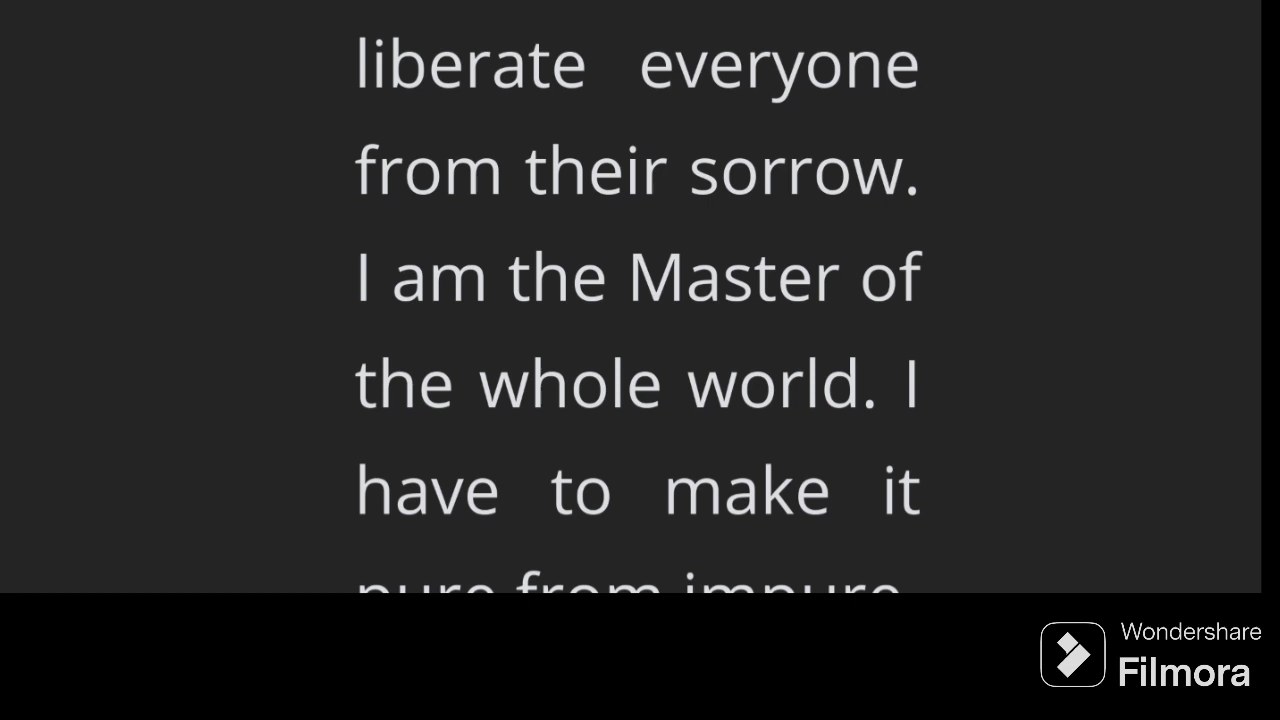 liberate everyone
from their sorrow.
I am the Master of
the whole world. I
have to make it
pure from impure.
Wondershare
Filmora